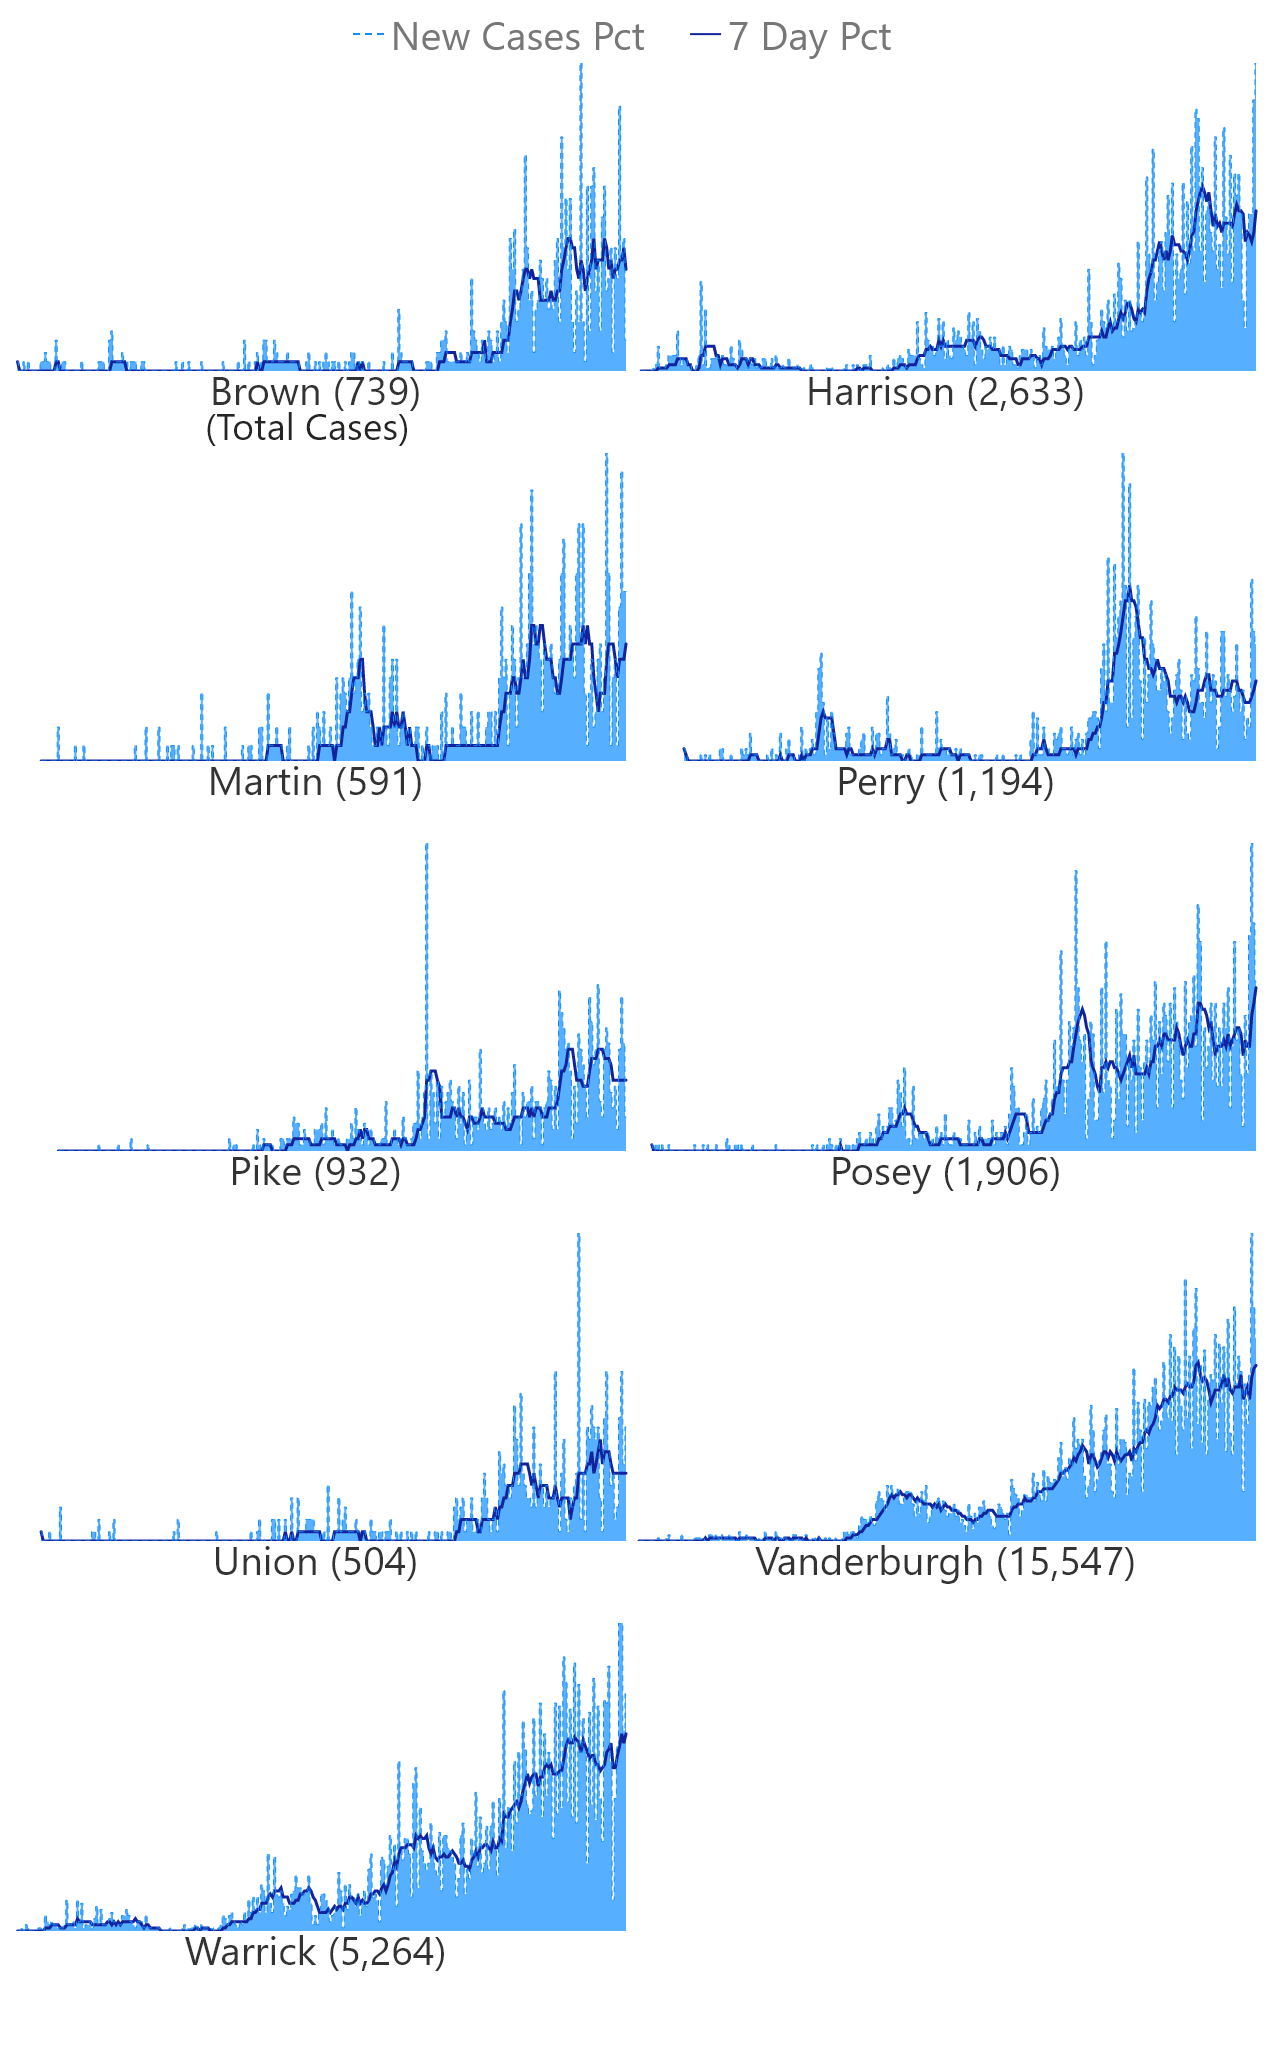 New Cases Pct 7 Day Pct
Brown (739) Harrison (2,633)
(Total Cases)
Martin (591) Perry (1,194)
Pike (932) Posey (1,906)
Union (504) Vanderburgh (15,547)
Warrick (5,264)